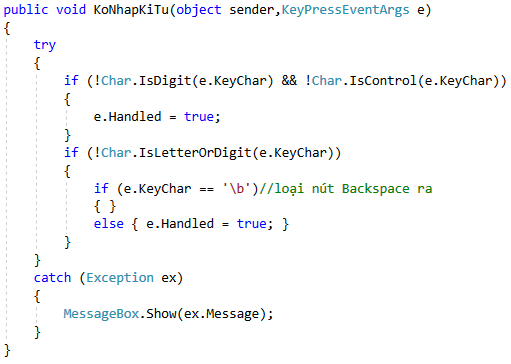 public void KoNhapKiTu(object sender,KeyPressEventArgs e)
{
    try
    {
        if (!Char.IsDigit(e.KeyChar) && !Char.IsControl(e.KeyChar))
        {
            e.Handled = true;
        }
        if (!Char.IsLetterOrDigit(e.KeyChar))
        {
            if (e.KeyChar == '\b')//loại nút Backspace ra
            { }
            else { e.Handled = true; }
        }
    }
    catch (Exception ex)
    {
        MessageBox.Show(ex.Message);
    }
}